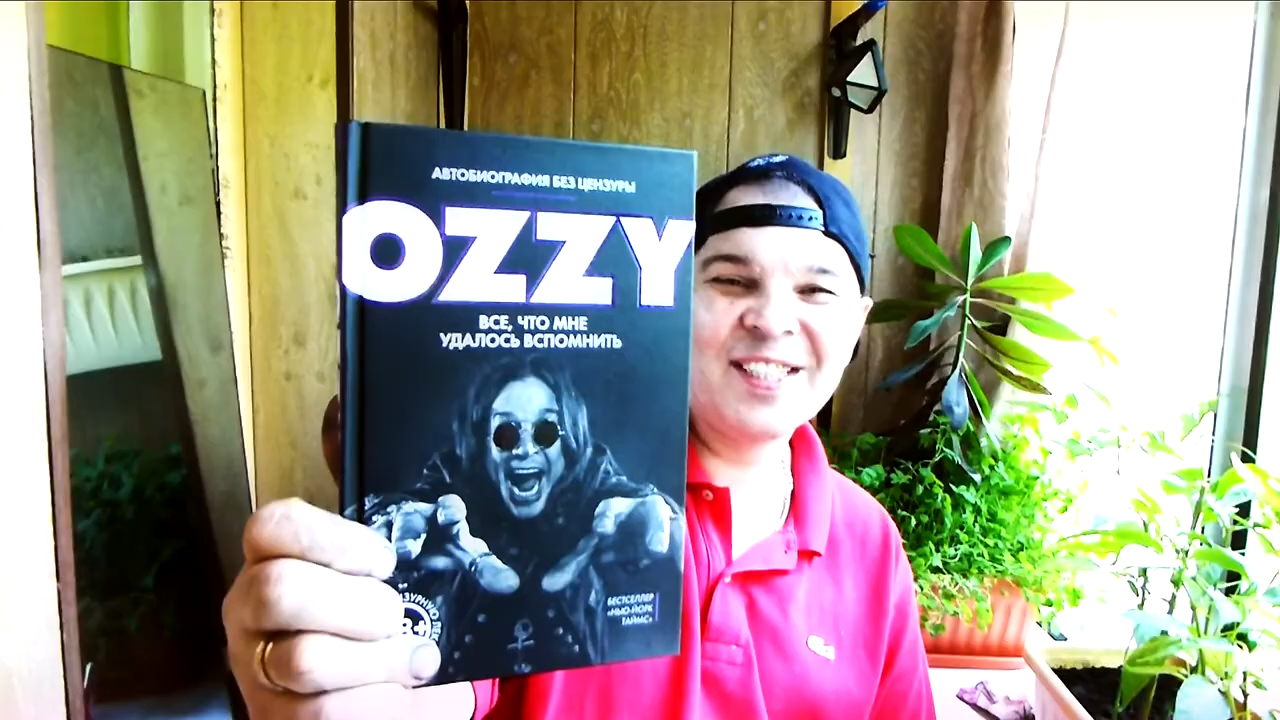 АВТОБИОГРАФИЯ БЕЗ ЦЕНЗУРЫ
OZZY
ВСЕ, ЧТО МНЕ
УДАЛОСЬ ВСПОМНИТЬ
БЕСТСЕЛЛЕР
«НЬЮ-ЙОРК
ТАЙМС»